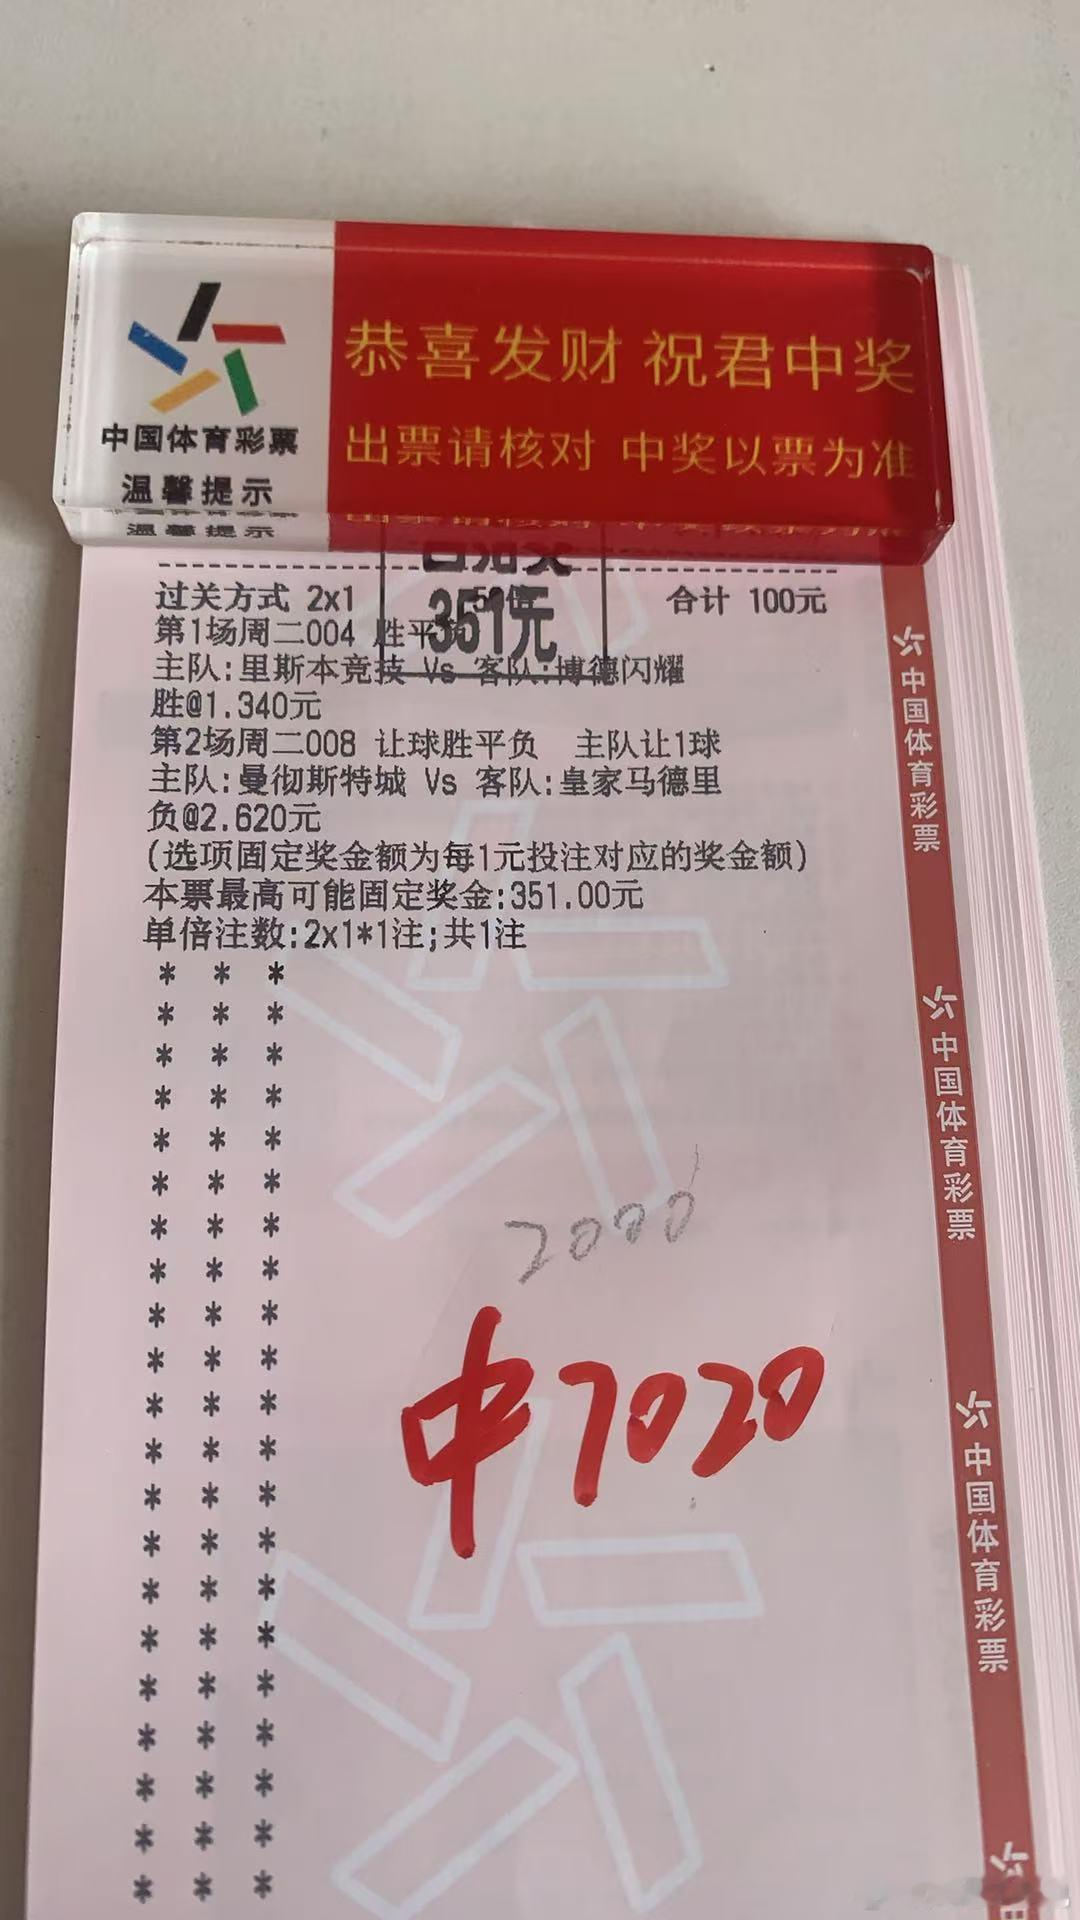 恭喜发财 祝君中奖
出票请核对 中奖以票为准
中国体育彩票
温馨提示
过关方式 2x1 50倍 合计 100元
351元
第1场周二004 胜平负
主队:里斯本竞技 Vs 客队:博德闪耀
胜@1.340元
第2场周二008 让球胜平负 主队让1球
主队:曼彻斯特城 Vs 客队:皇家马德里
负@2.620元
(选项固定奖金额为每1元投注对应的奖金额)
本票最高可能固定奖金:351.00元
单倍注数:2x1*1注;共1注
2000
中7020
中国体育彩票
中国体育彩票
中国体育彩票